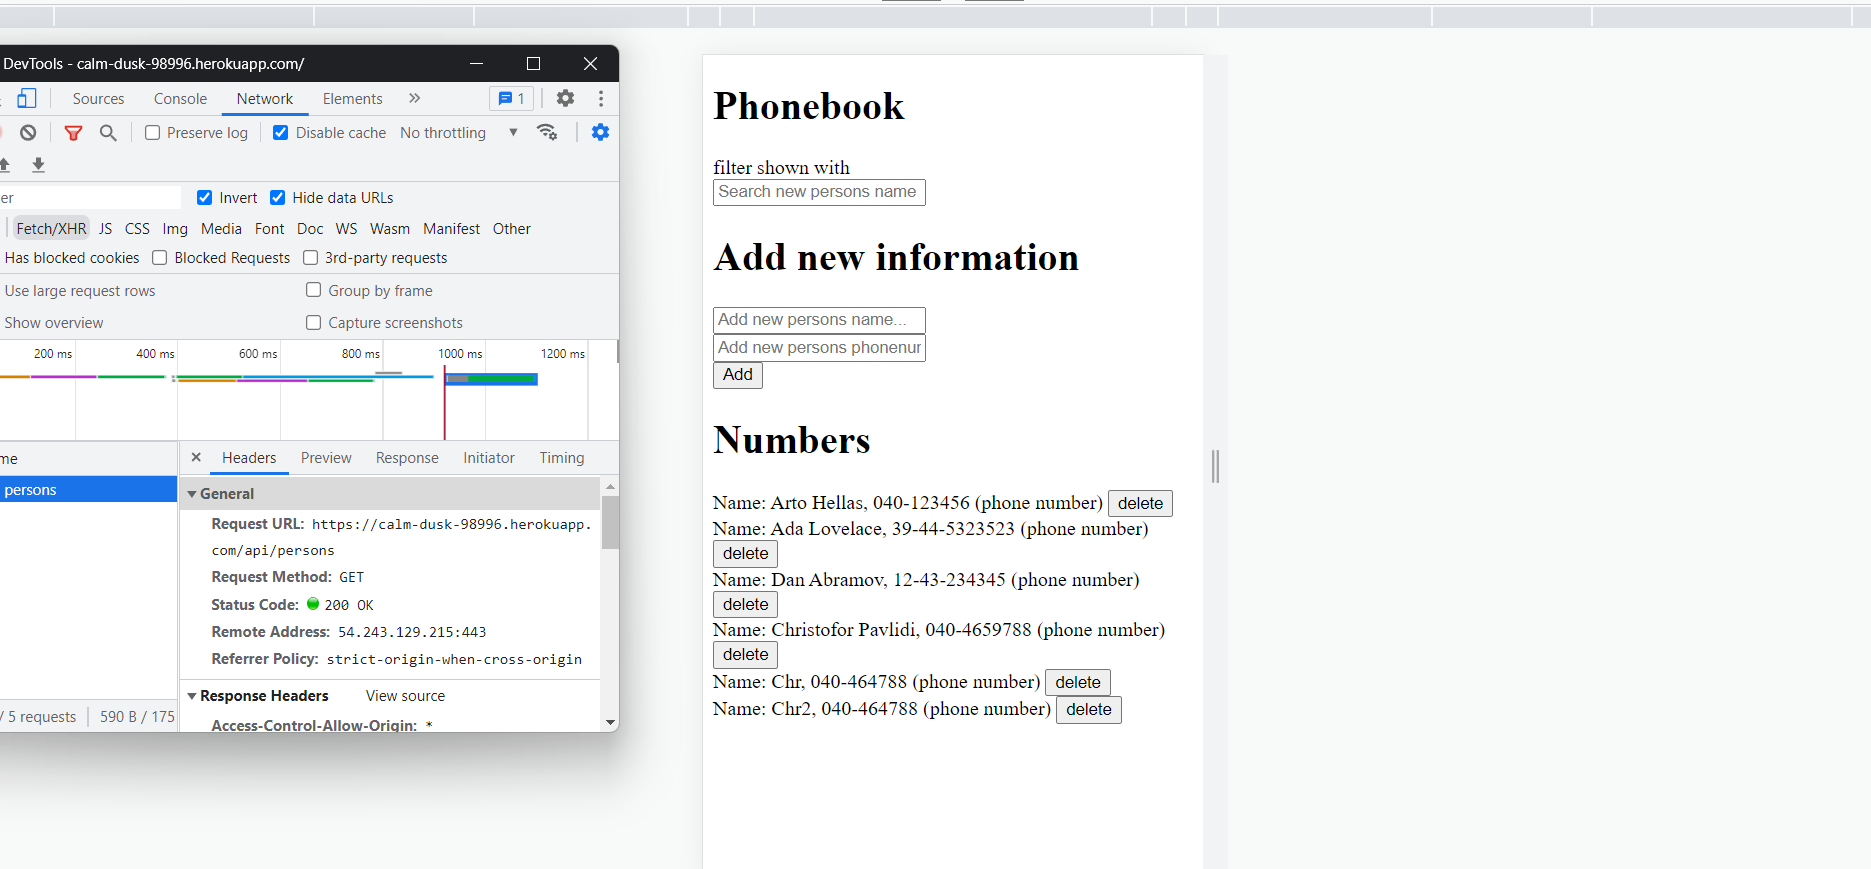 DevTools - calm-dusk-98996.herokuapp.com/
Sources Console Network Elements 1
Preserve log Disable cache No throttling
er Invert Hide data URLs
Fetch/XHR JS CSS Img Media Font Doc WS Wasm Manifest Other
Has blocked cookies Blocked Requests 3rd-party requests
Use large request rows Group by frame
Show overview Capture screenshots
200 ms 400 ms 600 ms 800 ms 1000 ms 1200 ms
me
persons
/ 5 requests 590 B / 175
Headers Preview Response Initiator Timing
General
Request URL: https://calm-dusk-98996.herokuapp.
com/api/persons
Request Method: GET
Status Code: 200 OK
Remote Address: 54.243.129.215:443
Referrer Policy: strict-origin-when-cross-origin
Response Headers View source
Access-Control-Allow-Origin: *
Phonebook
filter shown with
Search new persons name
Add new information
Add new persons name...
Add new persons phonenur
Add
Numbers
Name: Arto Hellas, 040-123456 (phone number) delete
Name: Ada Lovelace, 39-44-5323523 (phone number)
delete
Name: Dan Abramov, 12-43-234345 (phone number)
delete
Name: Christofor Pavlidi, 040-4659788 (phone number)
delete
Name: Chr, 040-464788 (phone number) delete
Name: Chr2, 040-464788 (phone number) delete